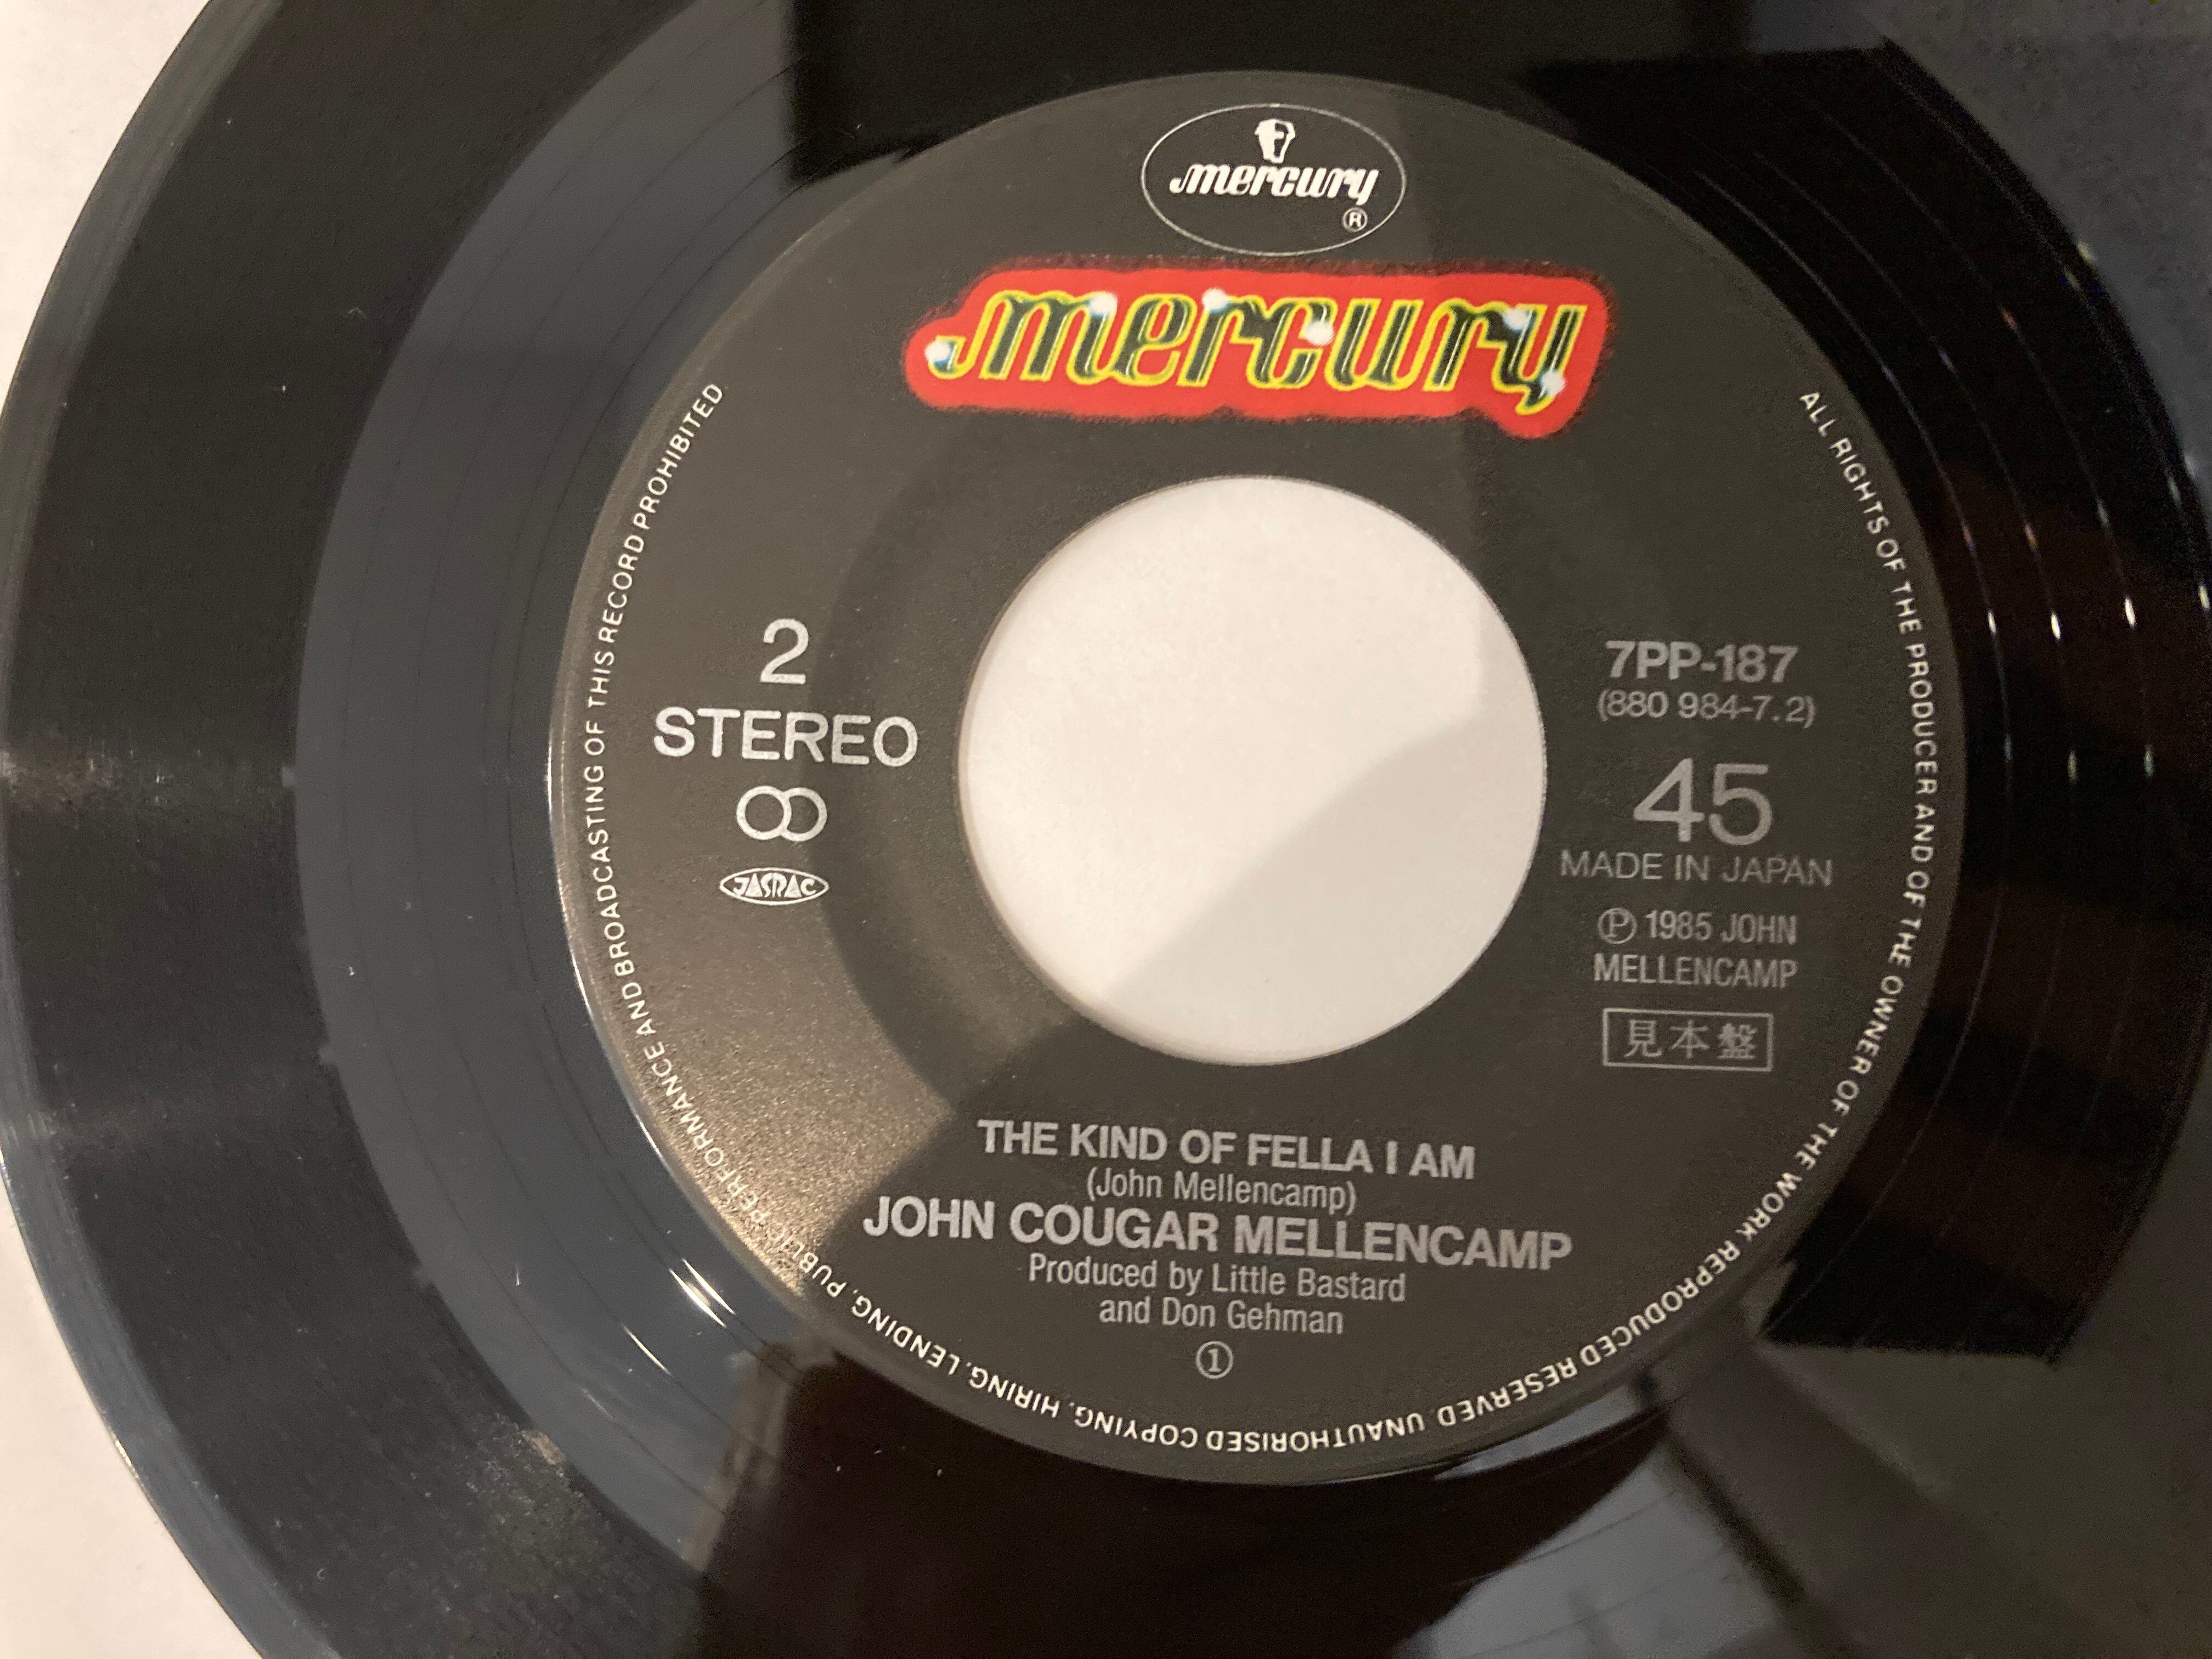 mercury
®
mercury
2
STEREO
JASRAC
7PP-187
(880 984-7.2)
45
MADE IN JAPAN
Ⓟ 1985 JOHN
MELLENCAMP
見本盤
THE KIND OF FELLA I AM
(John Mellencamp)
JOHN COUGAR MELLENCAMP
Produced by Little Bastard
and Don Gehman
①
ALL RIGHTS OF THE PRODUCER AND OF THE OWNER OF THE WORK REPRODUCED RESERVED. UNAUTHORISED COPYING, HIRING, LENDING, PUBLIC PERFORMANCE AND BROADCASTING OF THIS RECORD PROHIBITED